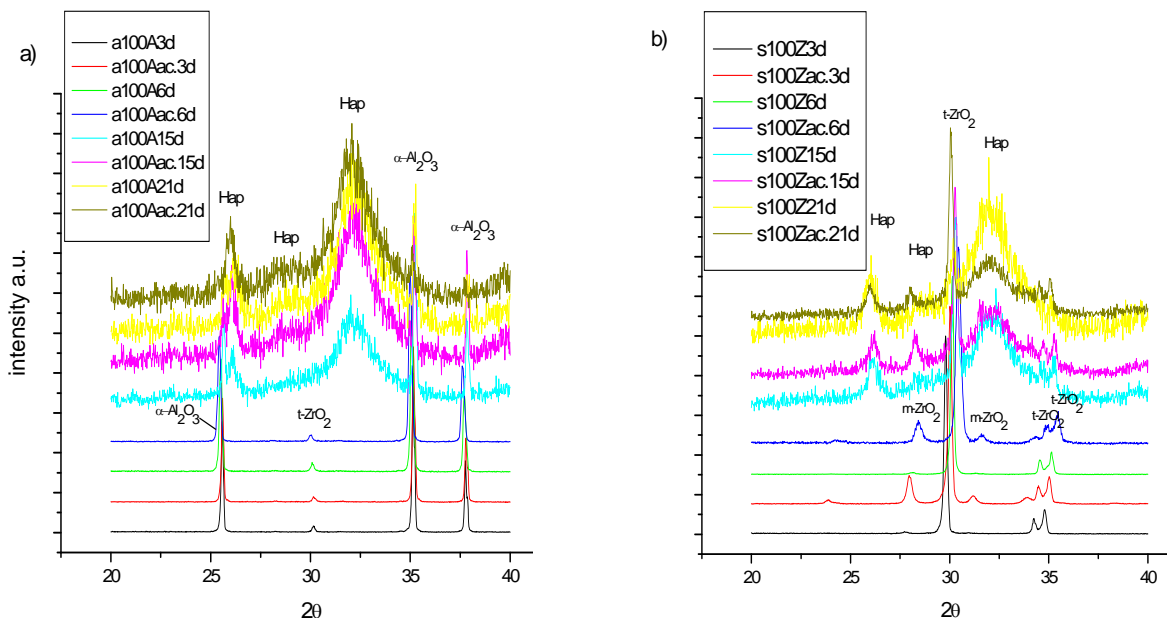 a)
a100A3d
a100Aac.3d
a100A6d
a100Aac.6d
a100A15d
a100Aac.15d
a100A21d
a100Aac.21d
Hap
Hap
Hap
α-Al2O3
α-Al2O3
α-Al2O3
t-ZrO2
intensity a.u.
20 25 30 35 40
2θ
b)
s100Z3d
s100Zac.3d
s100Z6d
s100Zac.6d
s100Z15d
s100Zac.15d
s100Z21d
s100Zac.21d
t-ZrO2
Hap
Hap
Hap
m-ZrO2
m-ZrO2
t-ZrO2
t-ZrO2
20 25 30 35 40
2θ